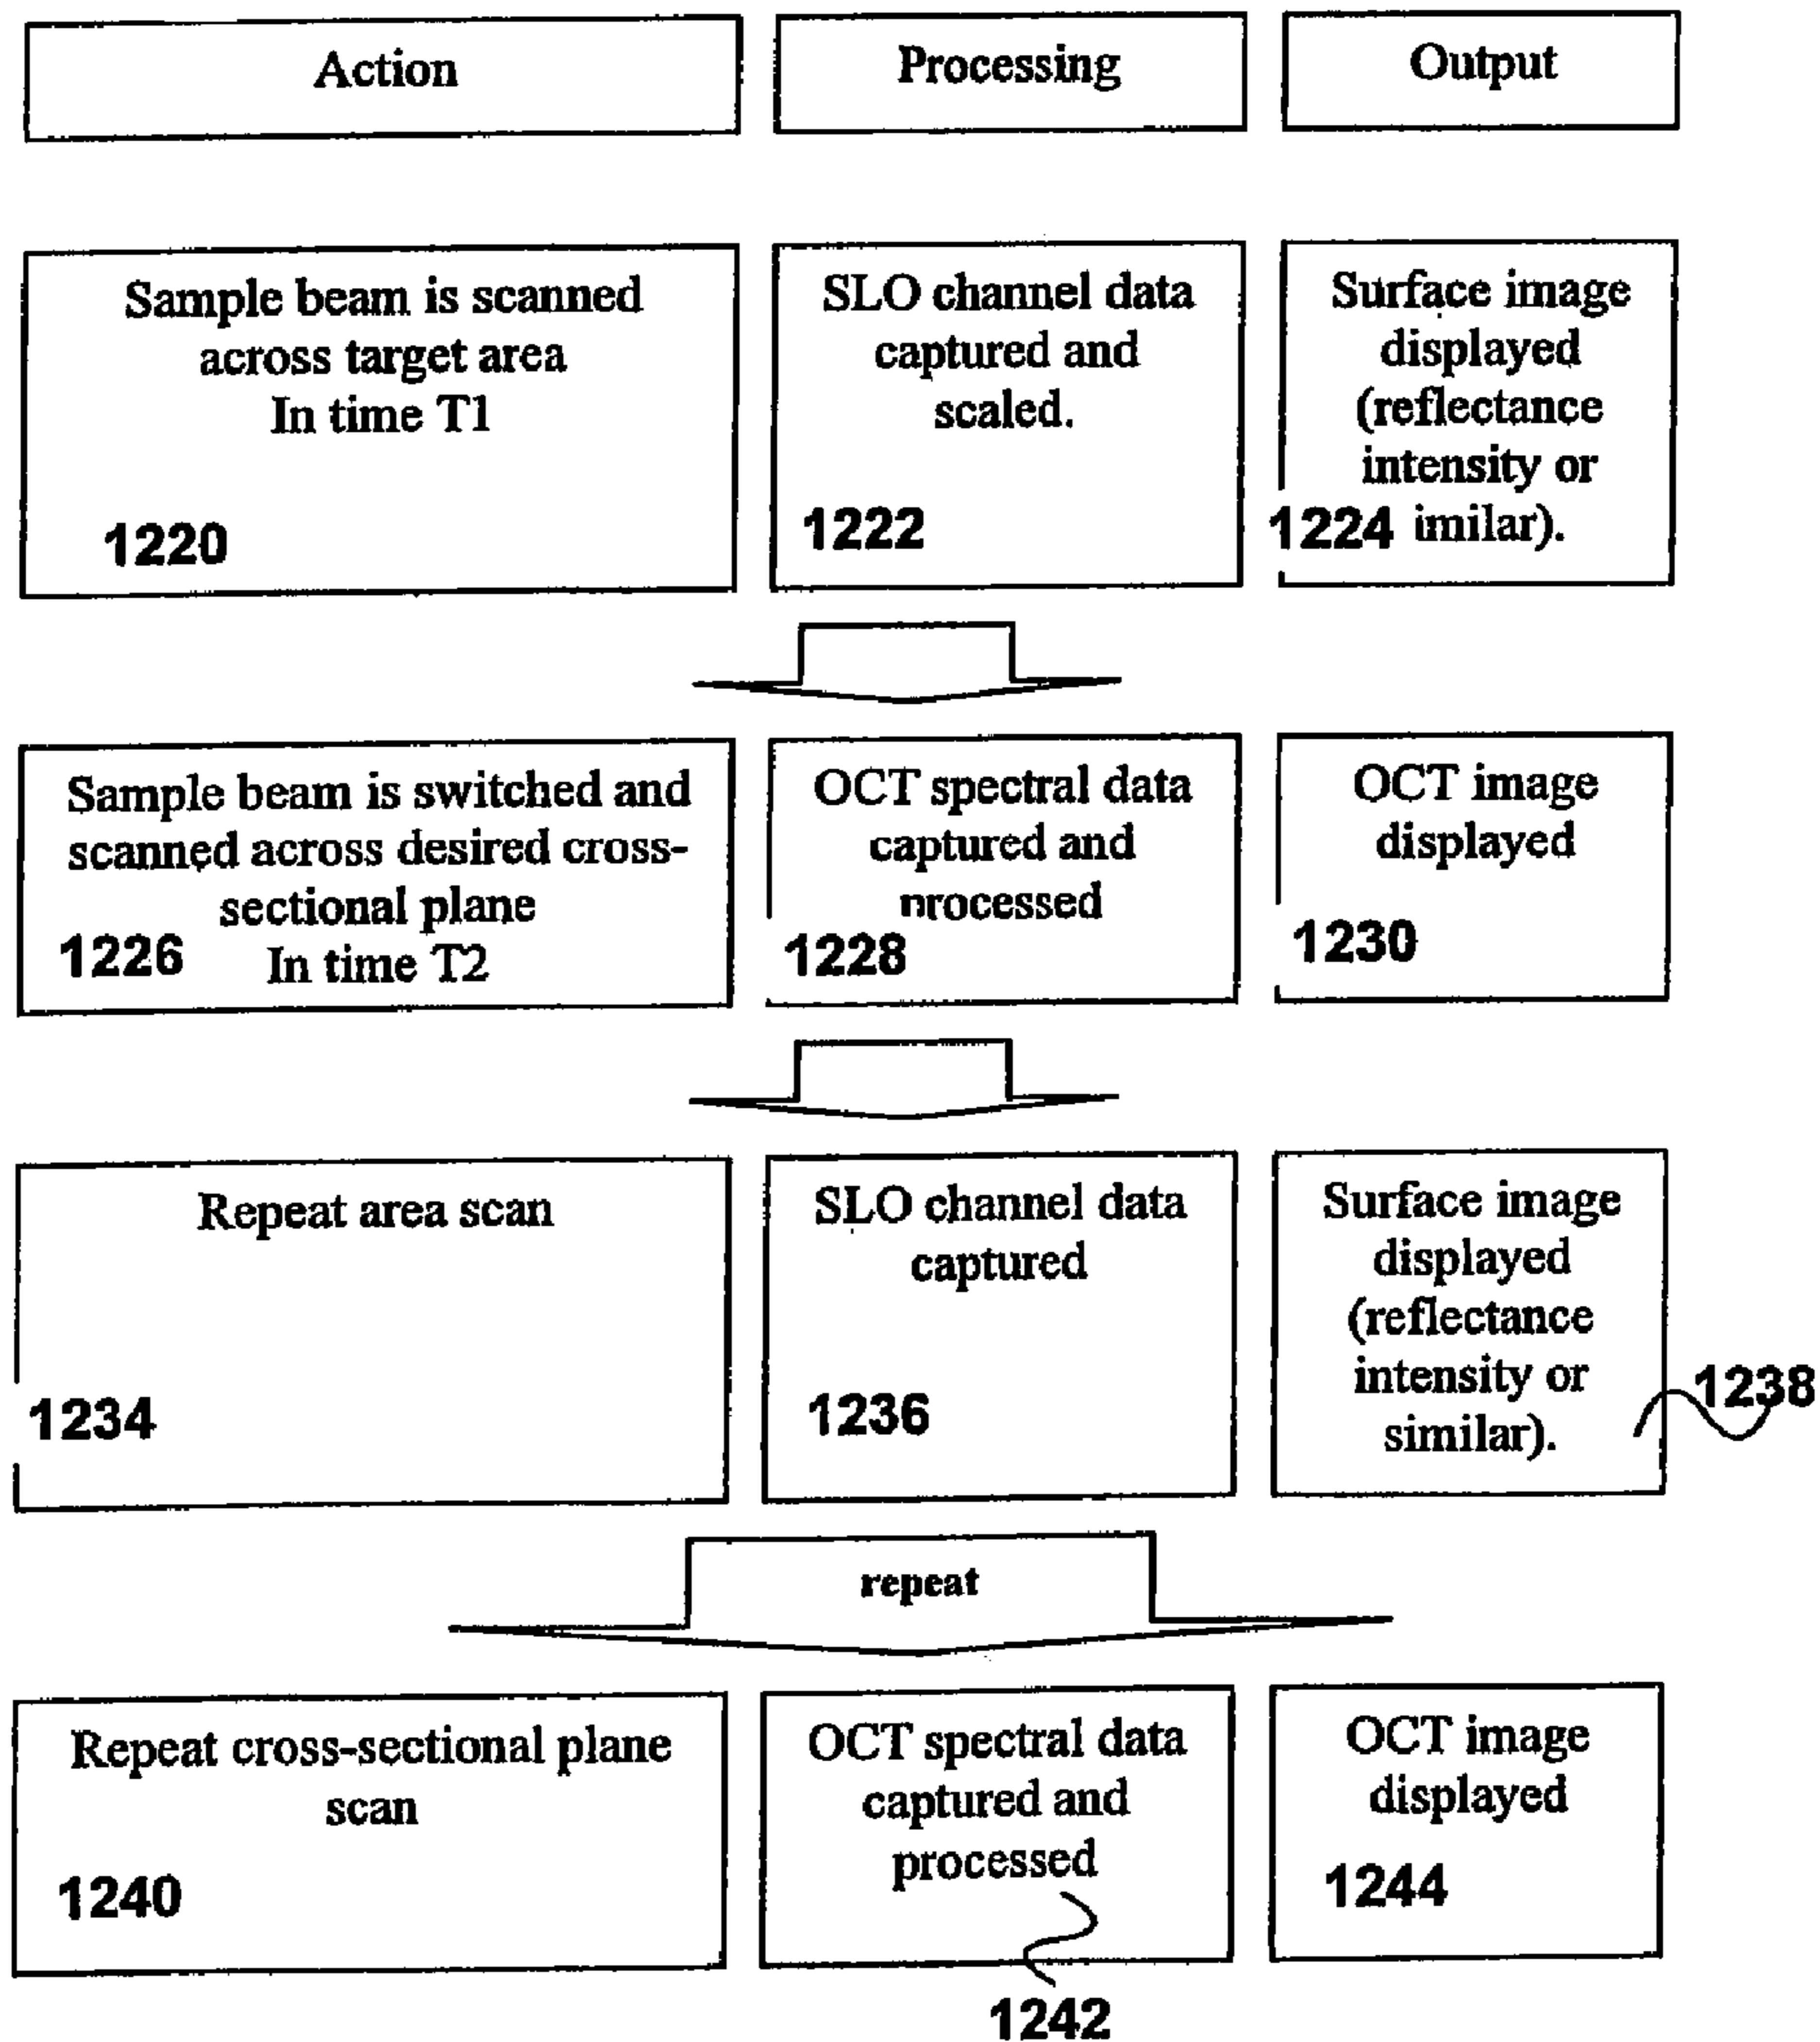 Action
Processing
Output
Sample beam is scanned
across target area
In time T1
1220
SLO channel data
captured and
scaled.
1222
Surface image
displayed
(reflectance
intensity or
imilar).
1224
Sample beam is switched and
scanned across desired cross-
sectional plane
In time T2
1226
OCT spectral data
captured and
processed
1228
OCT image
displayed
1230
Repeat area scan
1234
SLO channel data
captured
1236
Surface image
displayed
(reflectance
intensity or
similar).
1238
repeat
Repeat cross-sectional plane
scan
1240
OCT spectral data
captured and
processed
1242
OCT image
displayed
1244